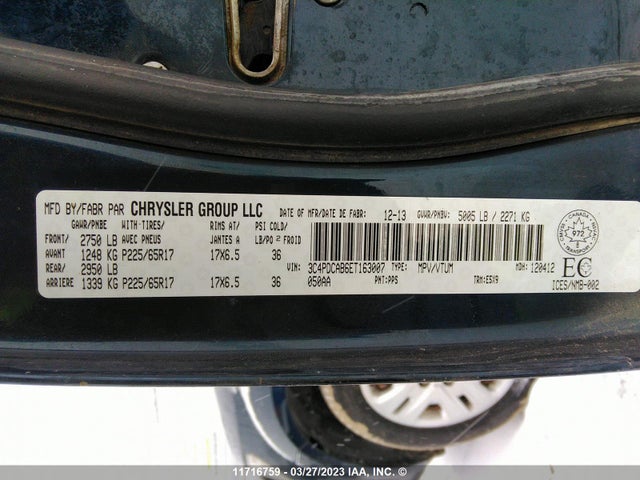 MFD BY/FABR PAR CHRYSLER GROUP LLC DATE OF MFR/DATE DE FABR: 12-13 GVWR/PNBV: 5005 LB / 2271 KG
GAWR/PNBE WITH TIRES/ RIMS AT/ PSI COLD/
FRONT/ 2750 LB AVEC PNEUS JANTES A LB/PO 2 FROID
AVANT 1248 KG P225/65R17 17X6.5 36 VIN: 3C4PDCAB6ET163007 TYPE: MPV/VTUM MDH: 120412
REAR/ 2950 LB 050AA PNT: PPS TRM: E5X9
ARRIERE 1339 KG P225/65R17 17X6.5 36 ICES/NMB-002
CANADA
972
EC
11716759 — 03/27/2023 IAA, INC. ©